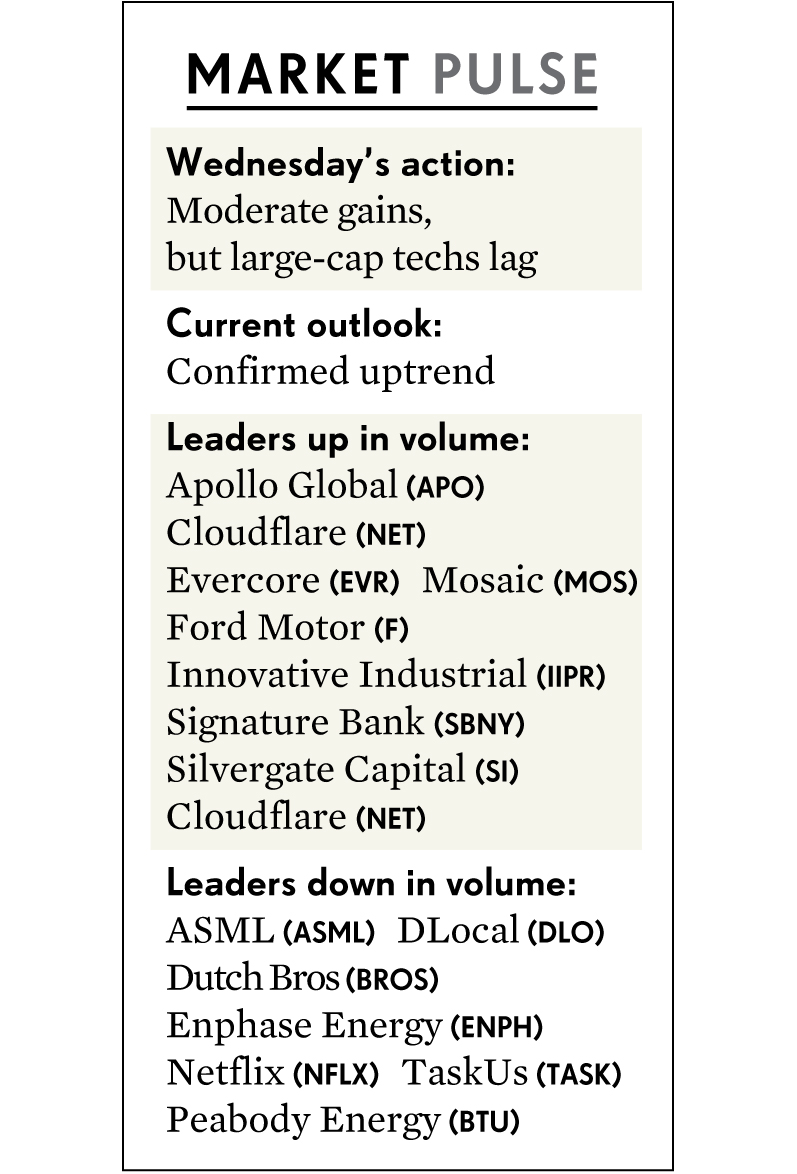 MARKET PULSE
Wednesday’s action:
Moderate gains,
but large-cap techs lag
Current outlook:
Confirmed uptrend
Leaders up in volume:
Apollo Global (APO)
Cloudflare (NET)
Evercore (EVR) Mosaic (MOS)
Ford Motor (F)
Innovative Industrial (IIPR)
Signature Bank (SBNY)
Silvergate Capital (SI)
Cloudflare (NET)
Leaders down in volume:
ASML (ASML) DLocal (DLO)
Dutch Bros (BROS)
Enphase Energy (ENPH)
Netflix (NFLX) TaskUs (TASK)
Peabody Energy (BTU)